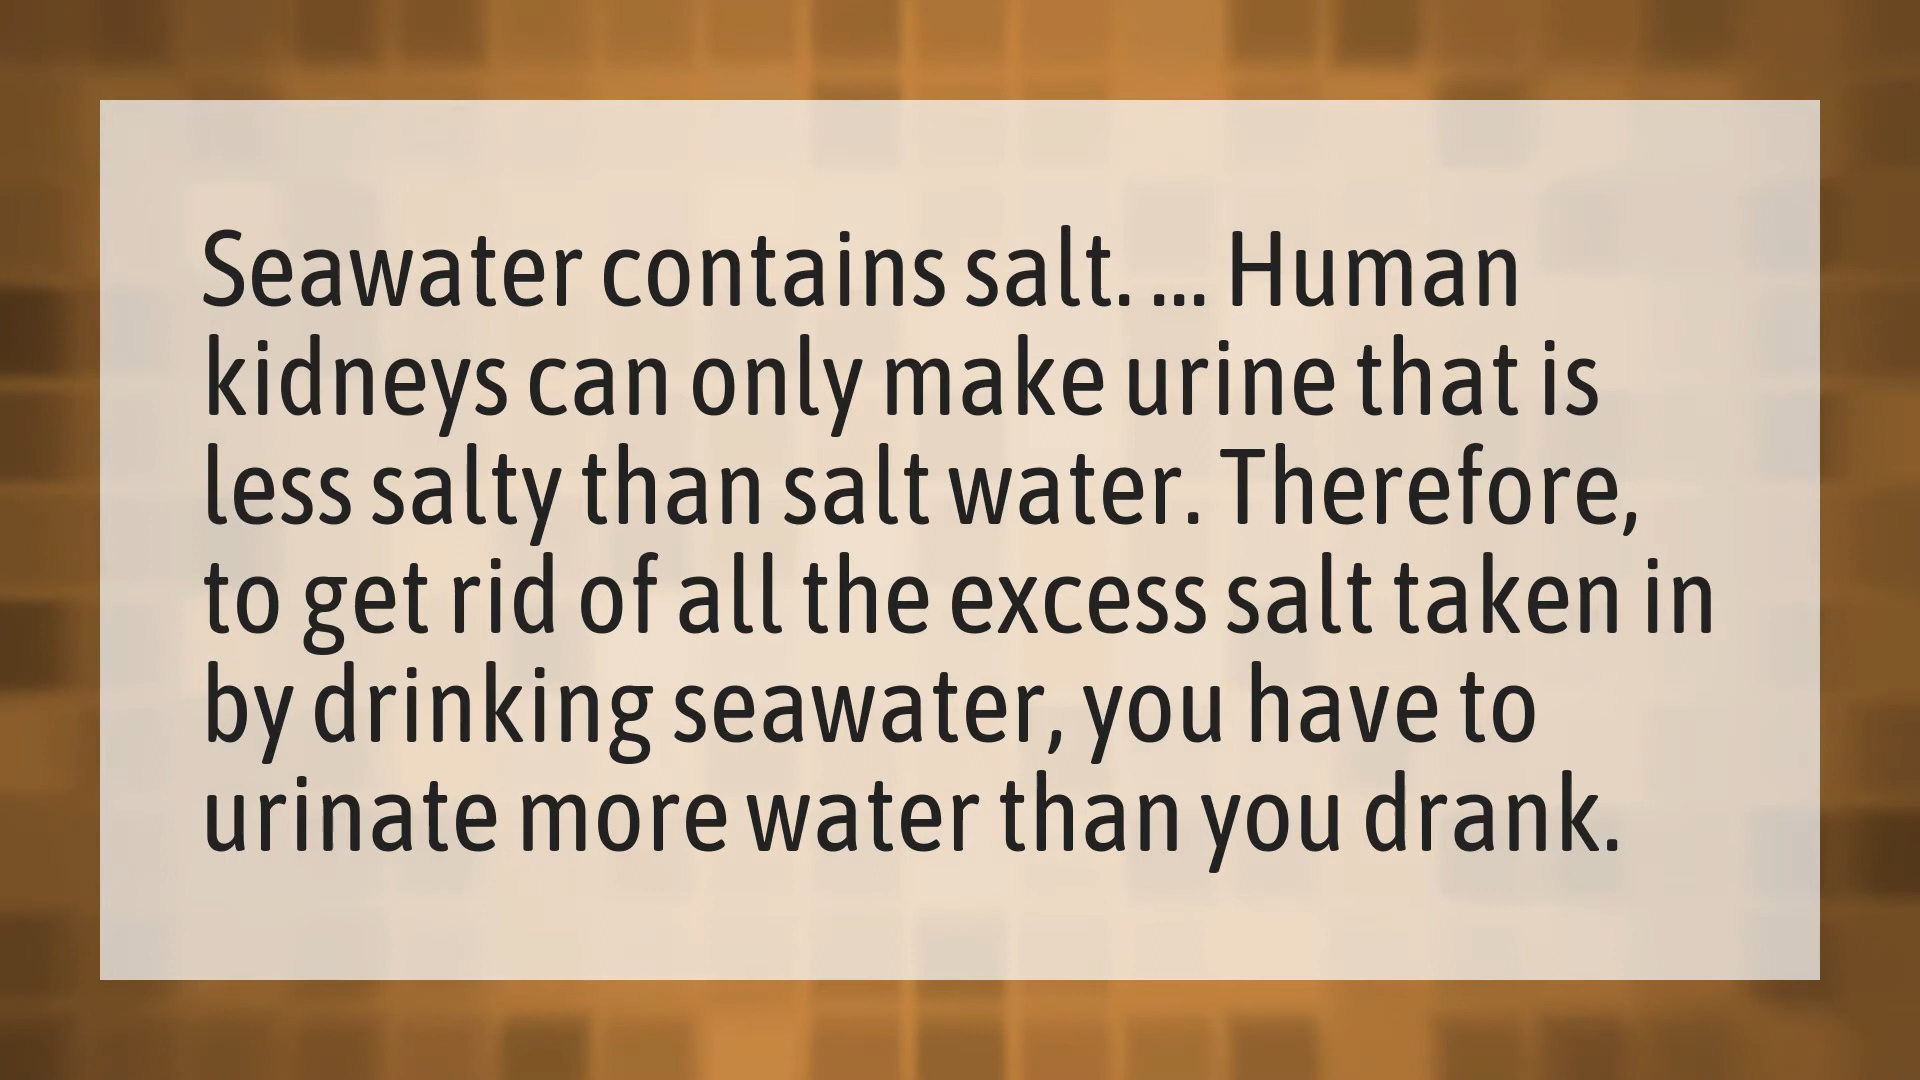 Seawater contains salt. ... Human
kidneys can only make urine that is
less salty than salt water. Therefore,
to get rid of all the excess salt taken in
by drinking seawater, you have to
urinate more water than you drank.